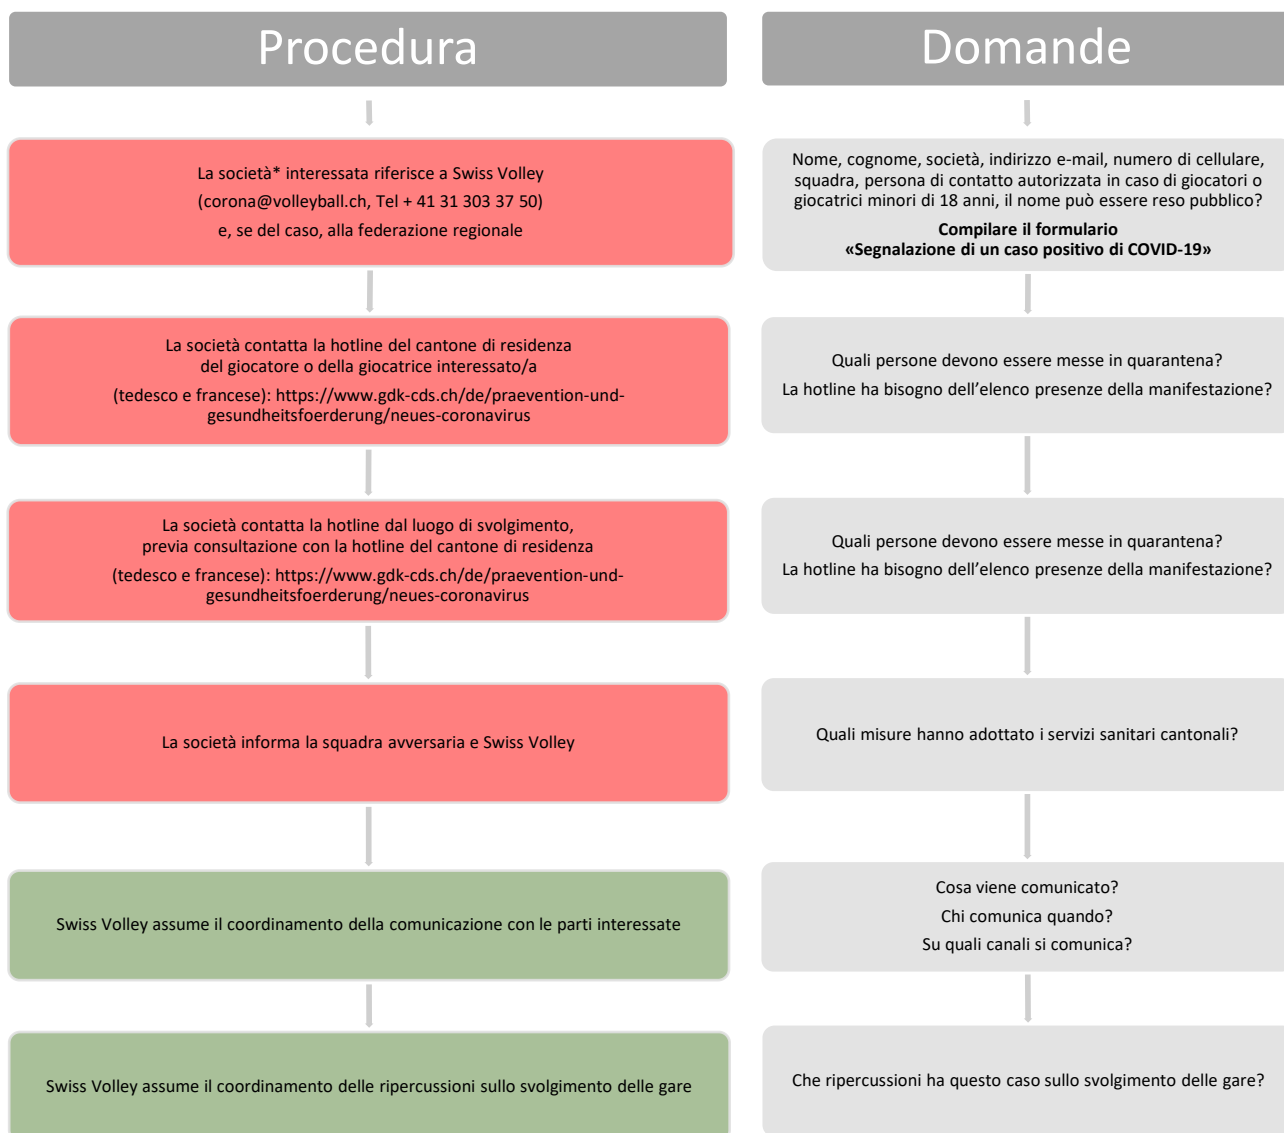 Procedura
La società* interessata riferisce a Swiss Volley
(corona@volleyball.ch, Tel + 41 31 303 37 50)
e, se del caso, alla federazione regionale
La società contatta la hotline del cantone di residenza
del giocatore o della giocatrice interessato/a
(tedesco e francese): https://www.gdk-cds.ch/de/praevention-und-
gesundheitsfoerderung/neues-coronavirus
La società contatta la hotline dal luogo di svolgimento,
previa consultazione con la hotline del cantone di residenza
(tedesco e francese): https://www.gdk-cds.ch/de/praevention-und-
gesundheitsfoerderung/neues-coronavirus
La società informa la squadra avversaria e Swiss Volley
Swiss Volley assume il coordinamento della comunicazione con le parti interessate
Swiss Volley assume il coordinamento delle ripercussioni sullo svolgimento delle gare
Domande
Nome, cognome, società, indirizzo e-mail, numero di cellulare,
squadra, persona di contatto autorizzata in caso di giocatori o
giocatrici minori di 18 anni, il nome può essere reso pubblico?
Compilare il formulario
«Segnalazione di un caso positivo di COVID-19»
Quali persone devono essere messe in quarantena?
La hotline ha bisogno dell’elenco presenze della manifestazione?
Quali persone devono essere messe in quarantena?
La hotline ha bisogno dell’elenco presenze della manifestazione?
Quali misure hanno adottato i servizi sanitari cantonali?
Cosa viene comunicato?
Chi comunica quando?
Su quali canali si comunica?
Che ripercussioni ha questo caso sullo svolgimento delle gare?